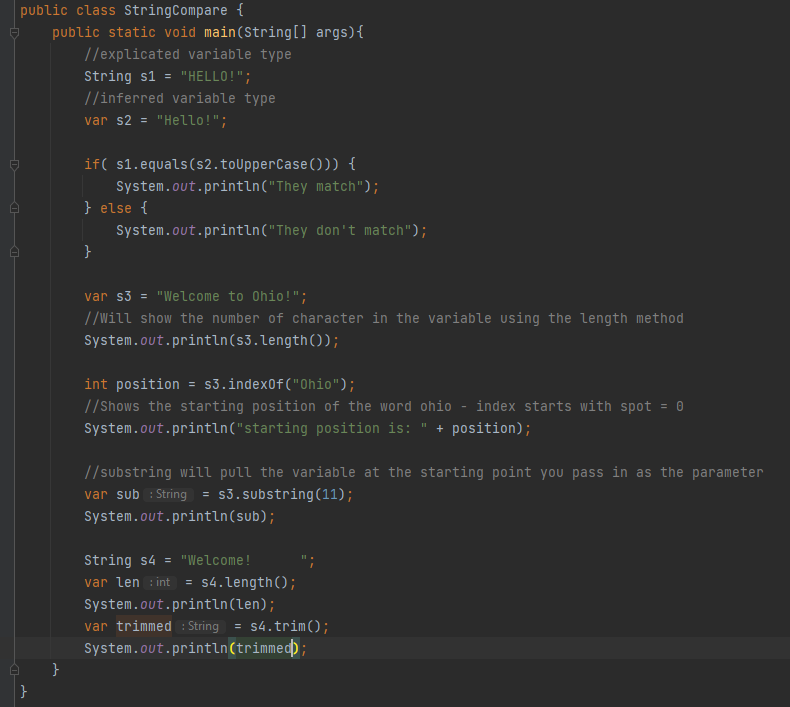 public class StringCompare {
    public static void main(String[] args){
        //explicated variable type
        String s1 = "HELLO!";
        //inferred variable type
        var s2 = "Hello!";

        if( s1.equals(s2.toUpperCase())) {
            System.out.println("They match");
        } else {
            System.out.println("They don't match");
        }

        var s3 = "Welcome to Ohio!";
        //Will show the number of character in the variable using the length method
        System.out.println(s3.length());

        int position = s3.indexOf("Ohio");
        //Shows the starting position of the word ohio - index starts with spot = 0
        System.out.println("starting position is: " + position);

        //substring will pull the variable at the starting point you pass in as the parameter
        var sub : String = s3.substring(11);
        System.out.println(sub);

        String s4 = "Welcome!      ";
        var len : int = s4.length();
        System.out.println(len);
        var trimmed : String = s4.trim();
        System.out.println(trimmed);
    }
}